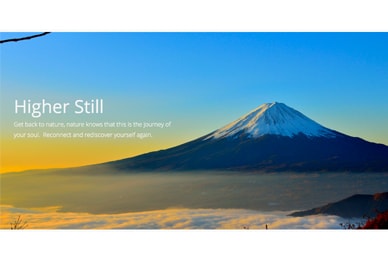 Higher Still
Get back to nature, nature knows that this is the journey of
your soul. Reconnect and rediscover yourself again.